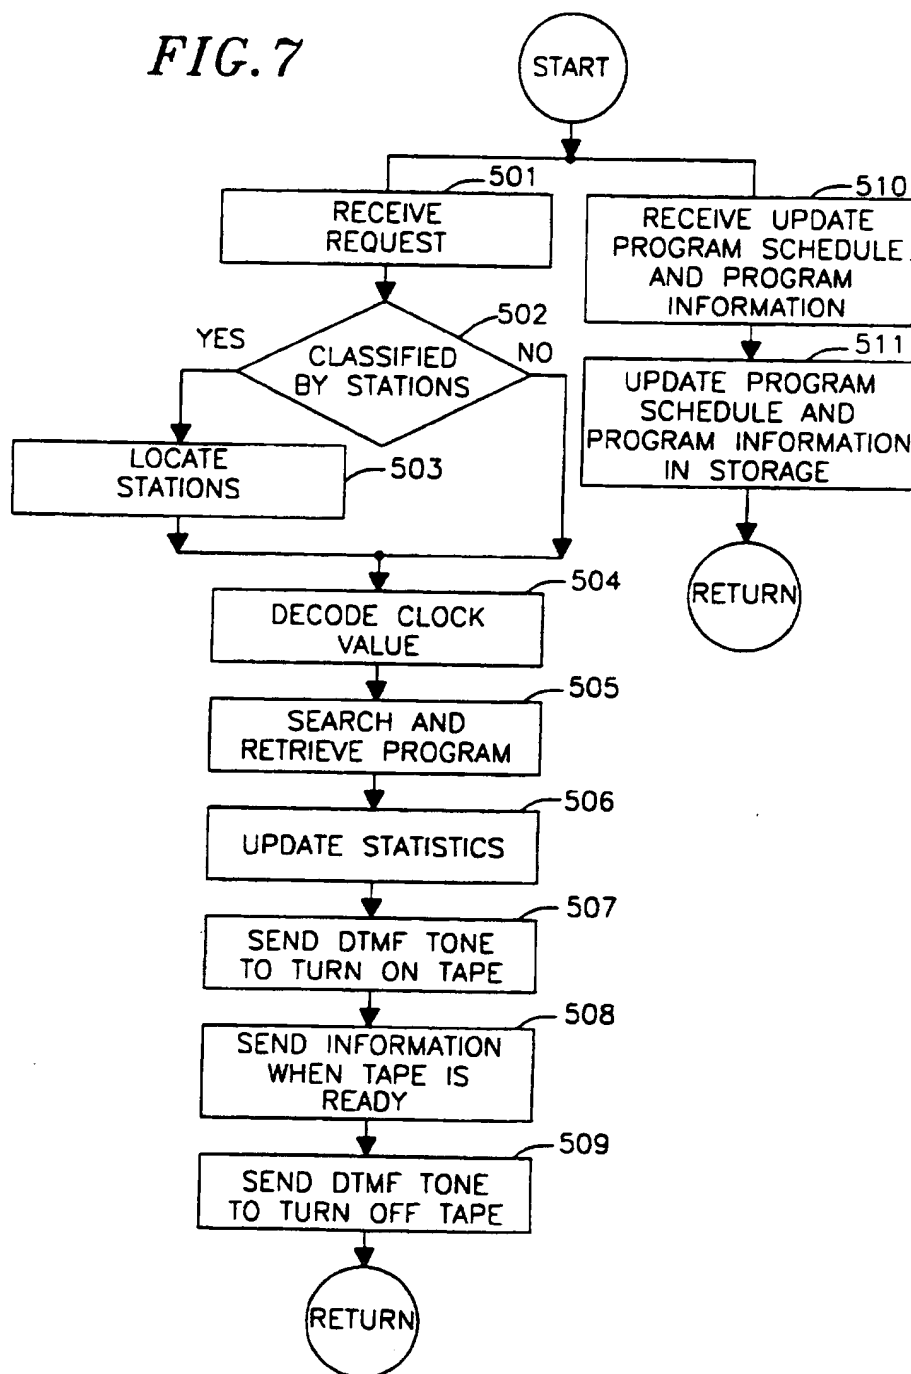 FIG. 7
START
501
RECEIVE
REQUEST
502
YES
CLASSIFIED
BY STATIONS
NO
LOCATE
STATIONS
503
504
DECODE CLOCK
VALUE
505
SEARCH AND
RETRIEVE PROGRAM
506
UPDATE STATISTICS
507
SEND DTMF TONE
TO TURN ON TAPE
508
SEND INFORMATION
WHEN TAPE IS
READY
509
SEND DTMF TONE
TO TURN OFF TAPE
RETURN
510
RECEIVE UPDATE
PROGRAM SCHEDULE
AND PROGRAM
INFORMATION
511
UPDATE PROGRAM
SCHEDULE AND
PROGRAM INFORMATION
IN STORAGE
RETURN